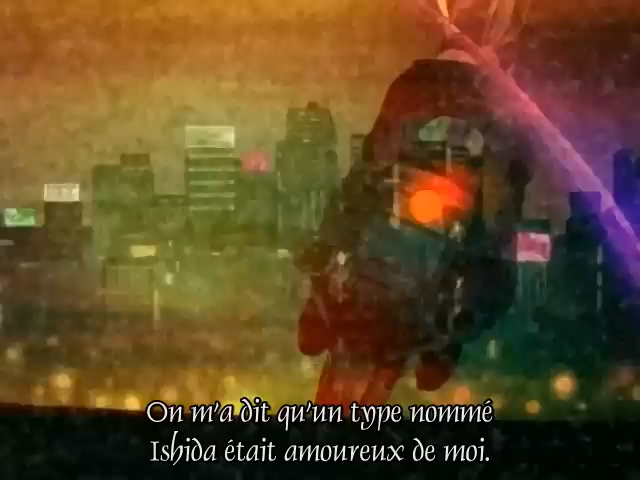 On m'a dit qu'un type nommé
Ishida était amoureux de moi.